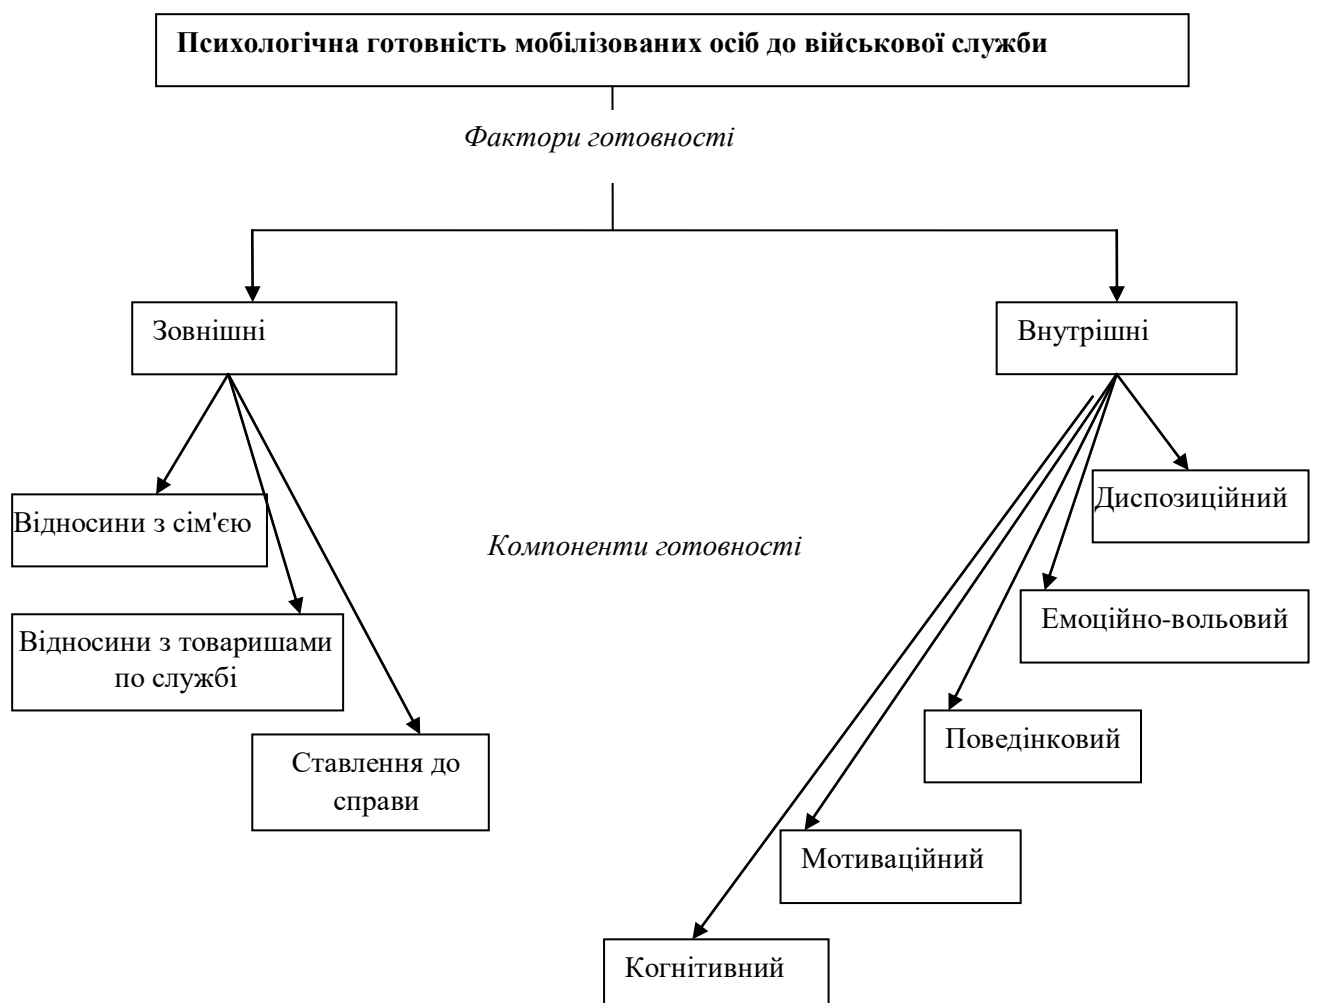 Психологічна готовність мобілізованих осіб до військової служби
Фактори готовності
Зовнішні
Внутрішні
Диспозиційний
Відносини з сім'єю
Компоненти готовності
Емоційно-вольовий
Відносини з товаришами
по службі
Поведінковий
Ставлення до
справи
Мотиваційний
Когнітивний